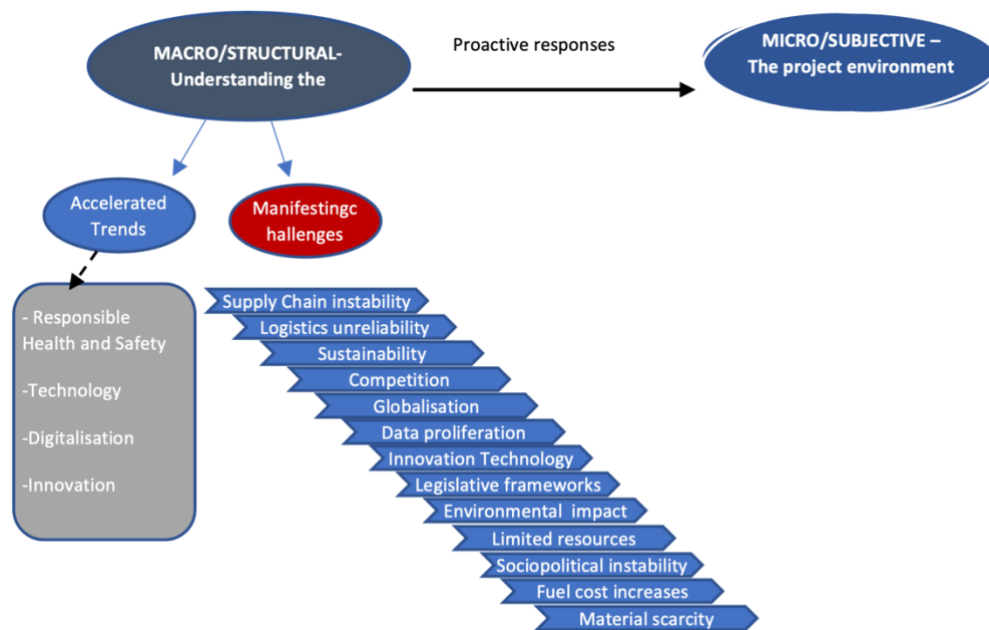 MACRO/STRUCTURAL-
Understanding the
Proactive responses
MICRO/SUBJECTIVE –
The project environment
Accelerated
Trends
Manifestingc
hallenges
- Responsible
Health and Safety
-Technology
-Digitalisation
-Innovation
Supply Chain instability
Logistics unreliability
Sustainability
Competition
Globalisation
Data proliferation
Innovation Technology
Legislative frameworks
Environmental  impact
Limited resources
Sociopolitical instability
Fuel cost increases
Material scarcity